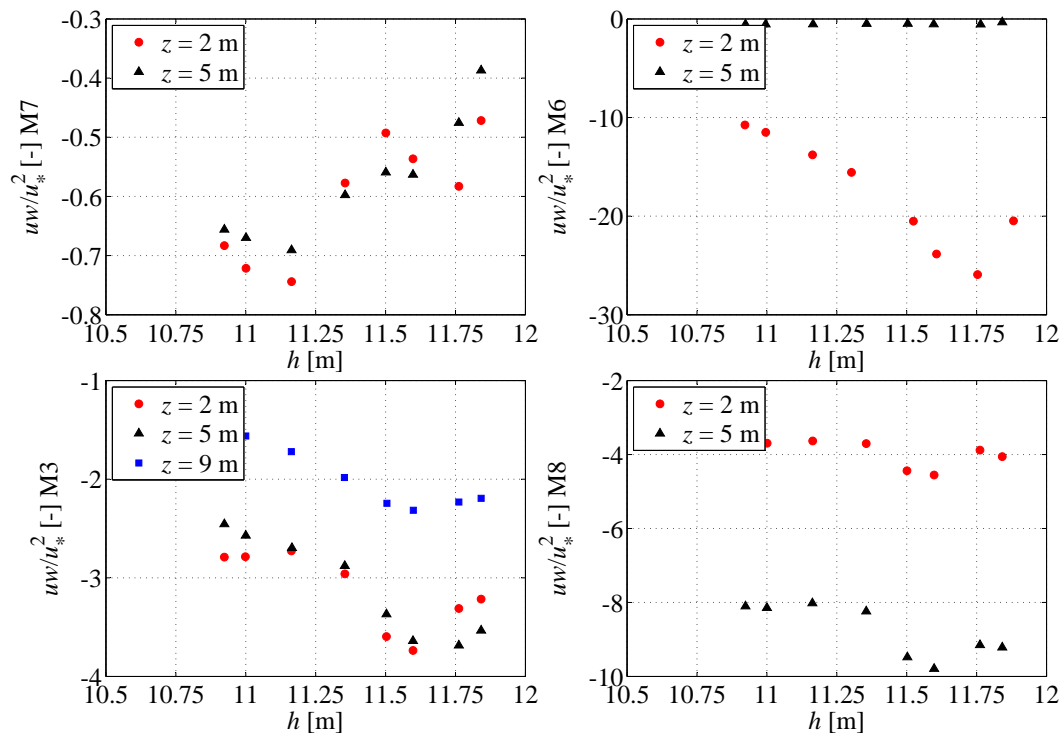 -0.3
-0.4
-0.5
-0.6
-0.7
-0.8
10.5 10.75 11 11.25 11.5 11.75 12
h [m]
uw/u_*^2 [-] M7
z = 2 m
z = 5 m
0
-10
-20
-30
10.5 10.75 11 11.25 11.5 11.75 12
h [m]
uw/u_*^2 [-] M6
z = 2 m
z = 5 m
-1
-2
-3
-4
10.5 10.75 11 11.25 11.5 11.75 12
h [m]
uw/u_*^2 [-] M3
z = 2 m
z = 5 m
z = 9 m
-2
-4
-6
-8
-10
10.5 10.75 11 11.25 11.5 11.75 12
h [m]
uw/u_*^2 [-] M8
z = 2 m
z = 5 m